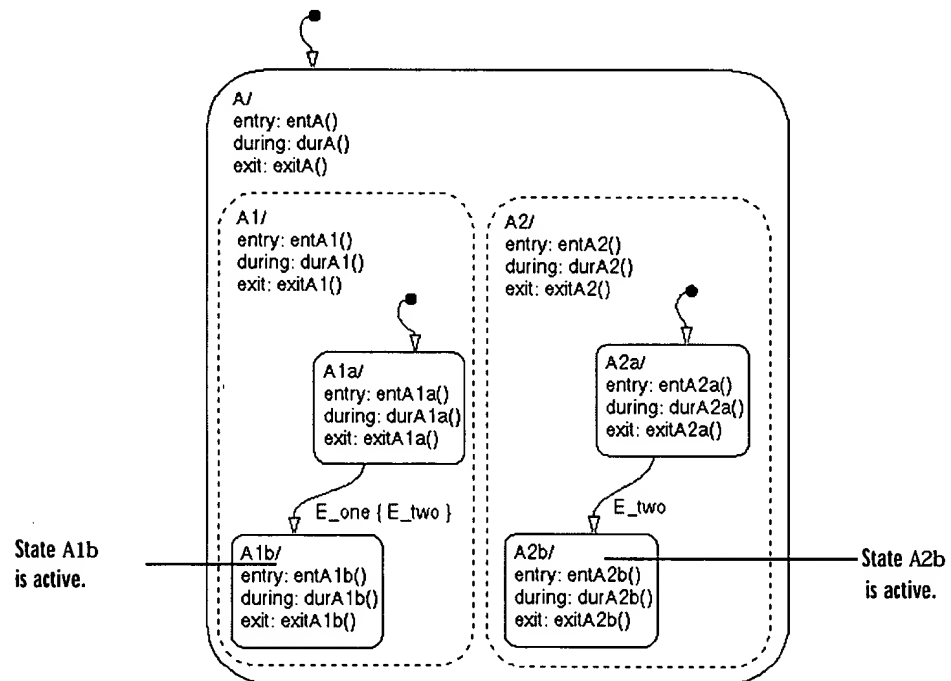 A/
entry: entA()
during: durA()
exit: exitA()
A1/
entry: entA1()
during: durA1()
exit: exitA1()
A2/
entry: entA2()
during: durA2()
exit: exitA2()
A1a/
entry: entA1a()
during: durA1a()
exit: exitA1a()
A2a/
entry: entA2a()
during: durA2a()
exit: exitA2a()
E_one { E_two }
E_two
State A1b
is active.
A1b/
entry: entA1b()
during: durA1b()
exit: exitA1b()
A2b/
entry: entA2b()
during: durA2b()
exit: exitA2b()
State A2b
is active.